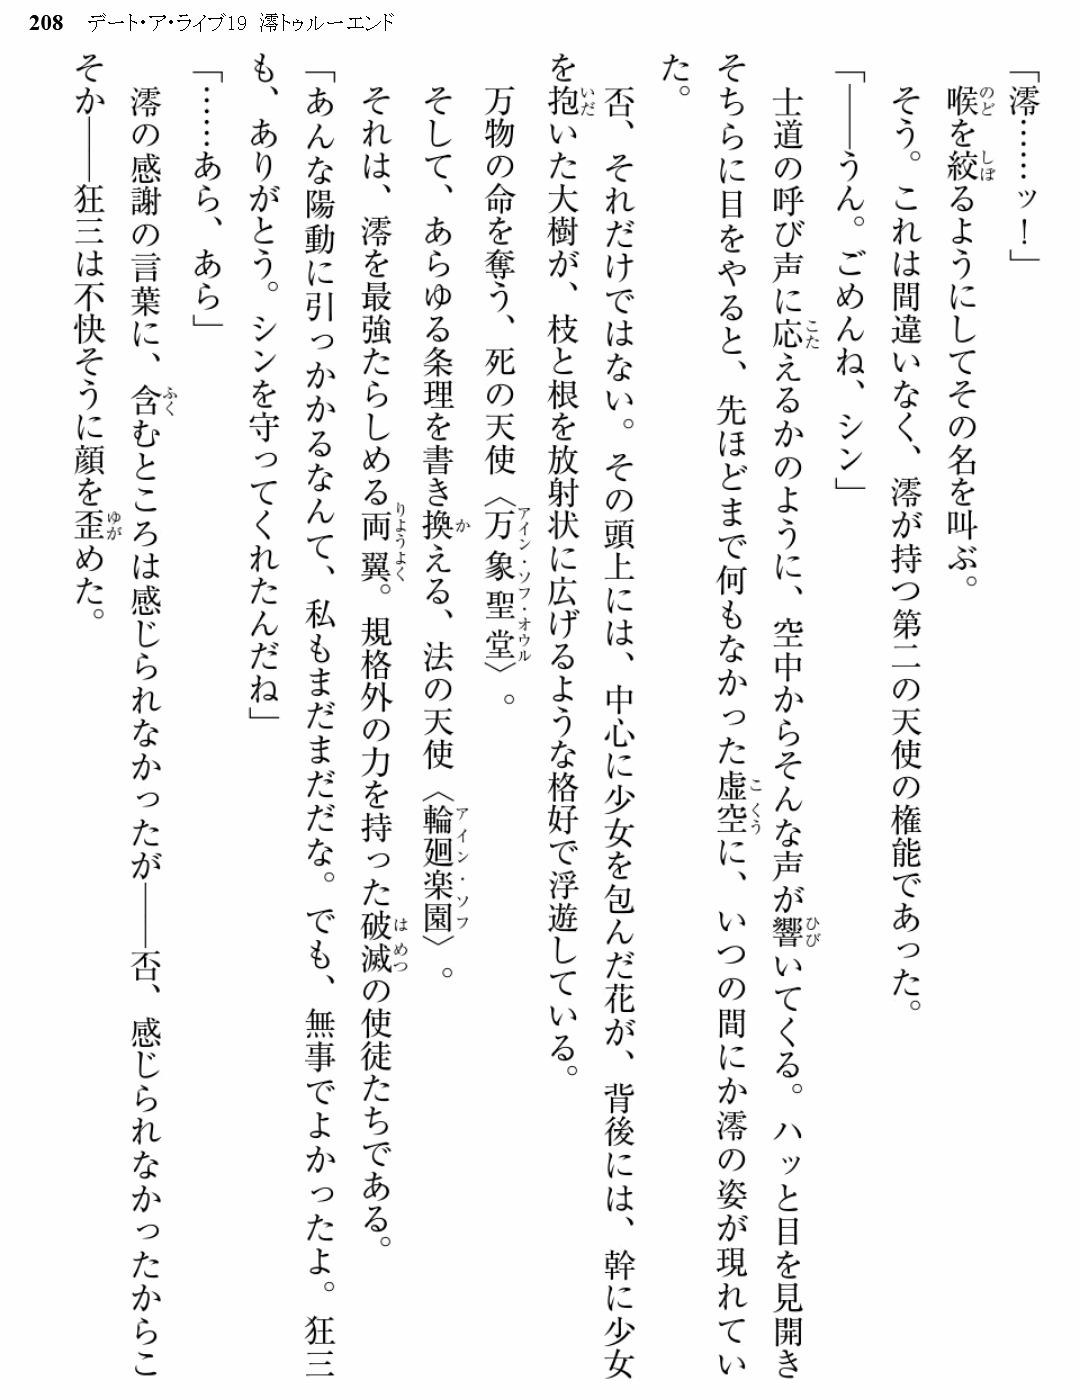 208 デート・ア・ライブ19 澪トゥルーエンド
「澪……ッ！」
喉を絞るようにしてその名を叫ぶ。
そう。これは間違いなく、澪が持つ第二の天使の権能であった。
「――うん。ごめんね、シン」
士道の呼び声に応えるかのように、空中からそんな声が響いてくる。ハッと目を見開き
そちらに目をやると、先ほどまで何もなかった虚空に、いつの間にか澪の姿が現れてい
た。
否、それだけではない。その頭上には、中心に少女を包んだ花が、背後には、幹に少女
を抱いた大樹が、枝と根を放射状に広げるような格好で浮遊している。
万物の命を奪う、死の天使〈万象聖堂〉。
そして、あらゆる条理を書き換える、法の天使〈輪廻楽園〉。
それは、澪を最強たらしめる両翼。規格外の力を持った破滅の使徒たちである。
「あんな陽動に引っかかるなんて、私もまだまだだな。でも、無事でよかったよ。狂三
も、ありがとう。シンを守ってくれたんだね」
「……あら、あら」
澪の感謝の言葉に、含むところは感じられなかったが――否、感じられなかったからこ
そか――狂三は不快そうに顔を歪めた。